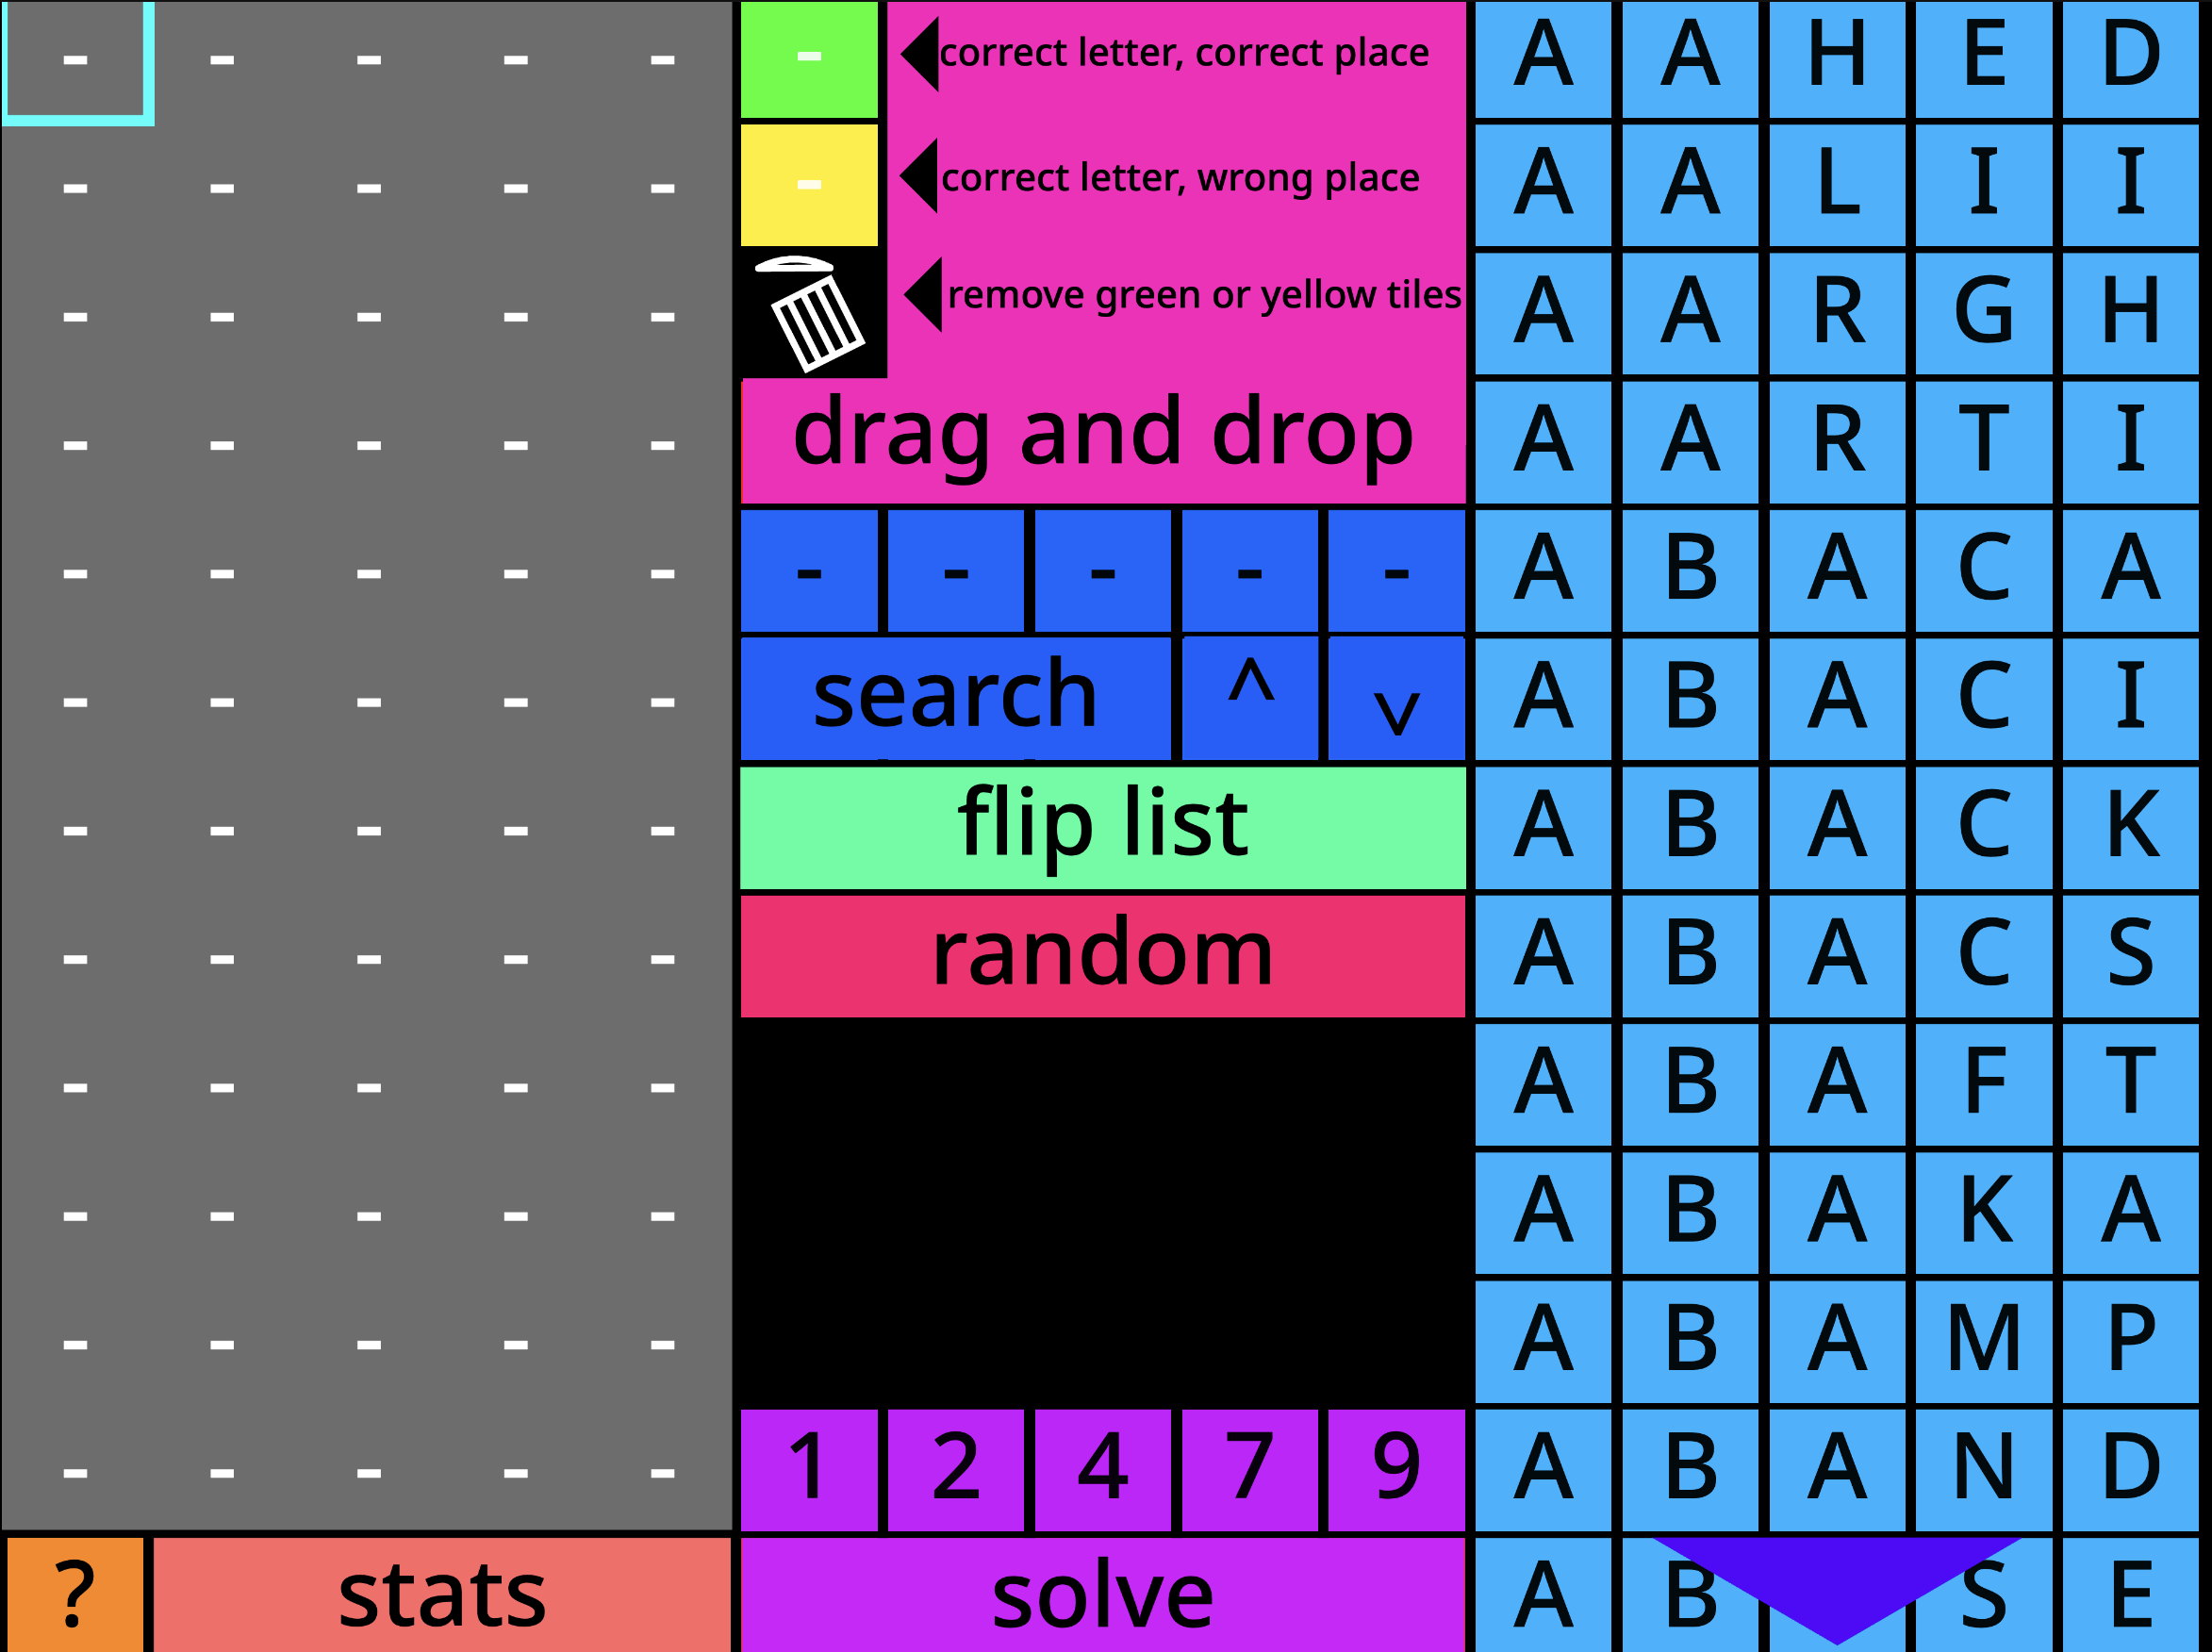 - - - - -
- - - - -
- - - - -
- - - - -
- - - - -
- - - - -
- - - - -
- - - - -
- - - - -
- - - - -
- - - - -
- - - - -
? stats
- correct letter, correct place
- correct letter, wrong place
remove green or yellow tiles
drag and drop
- - - - -
search ^ v
flip list
random
1 2 4 7 9
solve
A A H E D
A A L I I
A A R G H
A A R T I
A B A C A
A B A C I
A B A C K
A B A C S
A B A F T
A B A K A
A B A M P
A B A N D
A B S E